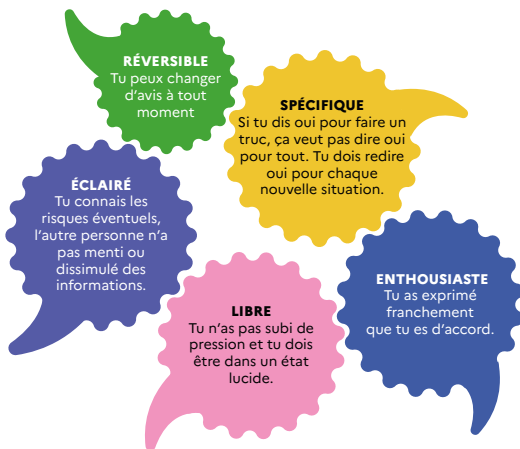 RÉVERSIBLE
Tu peux changer
d'avis à tout
moment
SPÉCIFIQUE
Si tu dis oui pour faire un
truc, ça veut pas dire oui
pour tout. Tu dois redire
oui pour chaque
nouvelle situation.
ÉCLAIRÉ
Tu connais les
risques éventuels,
l'autre personne n'a
pas menti ou
dissimulé des
informations.
LIBRE
Tu n'as pas subi de
pression et tu dois
être dans un état
lucide.
ENTHOUSIASTE
Tu as exprimé
franchement
que tu es d'accord.